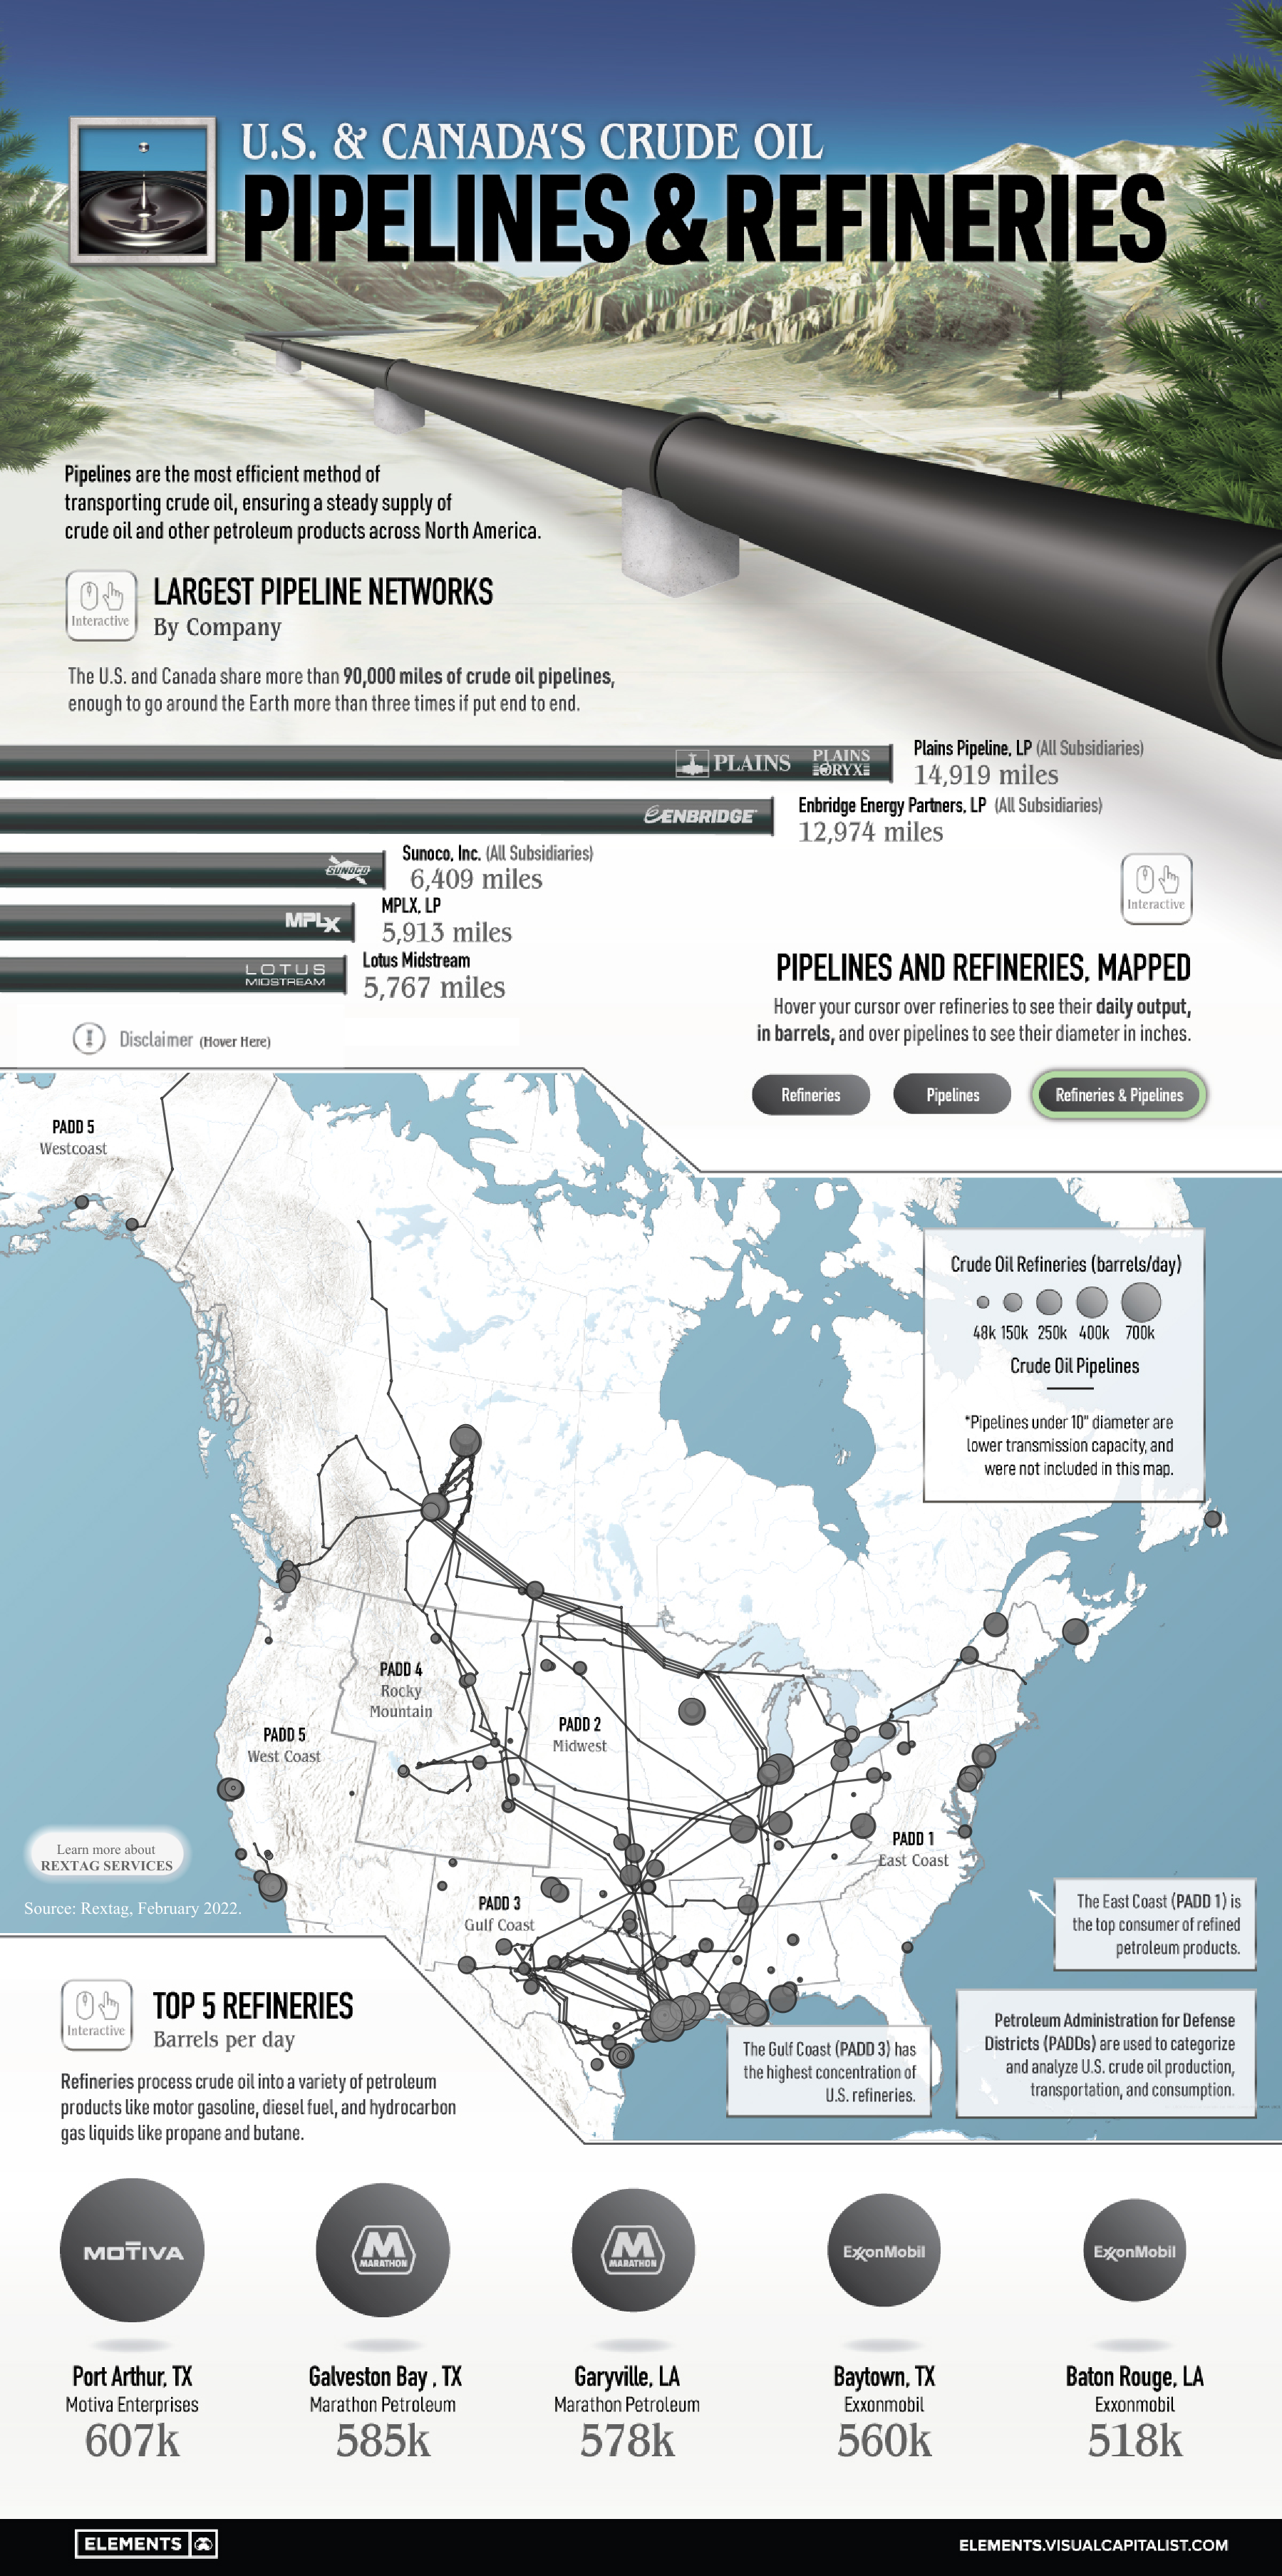 U.S. & CANADA'S CRUDE OIL
PIPELINES & REFINERIES
Pipelines are the most efficient method of
transporting crude oil, ensuring a steady supply of
crude oil and other petroleum products across North America.
Interactive
LARGEST PIPELINE NETWORKS
By Company
The U.S. and Canada share more than 90,000 miles of crude oil pipelines,
enough to go around the Earth more than three times if put end to end.
PLAINS
PLAINS
ORYX
Plains Pipeline, LP (All Subsidiaries)
14,919 miles
ENBRIDGE
Enbridge Energy Partners, LP (All Subsidiaries)
12,974 miles
SUNOCO
Sunoco, Inc. (All Subsidiaries)
6,409 miles
MPLX
MPLX, LP
5,913 miles
LOTUS
MIDSTREAM
Lotus Midstream
5,767 miles
Interactive
PIPELINES AND REFINERIES, MAPPED
Hover your cursor over refineries to see their daily output,
in barrels, and over pipelines to see their diameter in inches.
Disclaimer (Hover Here)
Refineries
Pipelines
Refineries & Pipelines
PADD 5
Westcoast
Crude Oil Refineries (barrels/day)
48k 150k 250k 400k 700k
Crude Oil Pipelines
*Pipelines under 10" diameter are
lower transmission capacity, and
were not included in this map.
PADD 4
Rocky
Mountain
PADD 5
West Coast
PADD 2
Midwest
PADD 1
East Coast
PADD 3
Gulf Coast
Learn more about
REXTAG SERVICES
Source: Rextag, February 2022.
The East Coast (PADD 1) is
the top consumer of refined
petroleum products.
Petroleum Administration for Defense
Districts (PADDs) are used to categorize
and analyze U.S. crude oil production,
transportation, and consumption.
The Gulf Coast (PADD 3) has
the highest concentration of
U.S. refineries.
Interactive
TOP 5 REFINERIES
Barrels per day
Refineries process crude oil into a variety of petroleum
products like motor gasoline, diesel fuel, and hydrocarbon
gas liquids like propane and butane.
MOTIVA
Port Arthur, TX
Motiva Enterprises
607k
MARATHON
Galveston Bay , TX
Marathon Petroleum
585k
MARATHON
Garyville, LA
Marathon Petroleum
578k
ExxonMobil
Baytown, TX
Exxonmobil
560k
ExxonMobil
Baton Rouge, LA
Exxonmobil
518k
ELEMENTS
ELEMENTS.VISUALCAPITALIST.COM